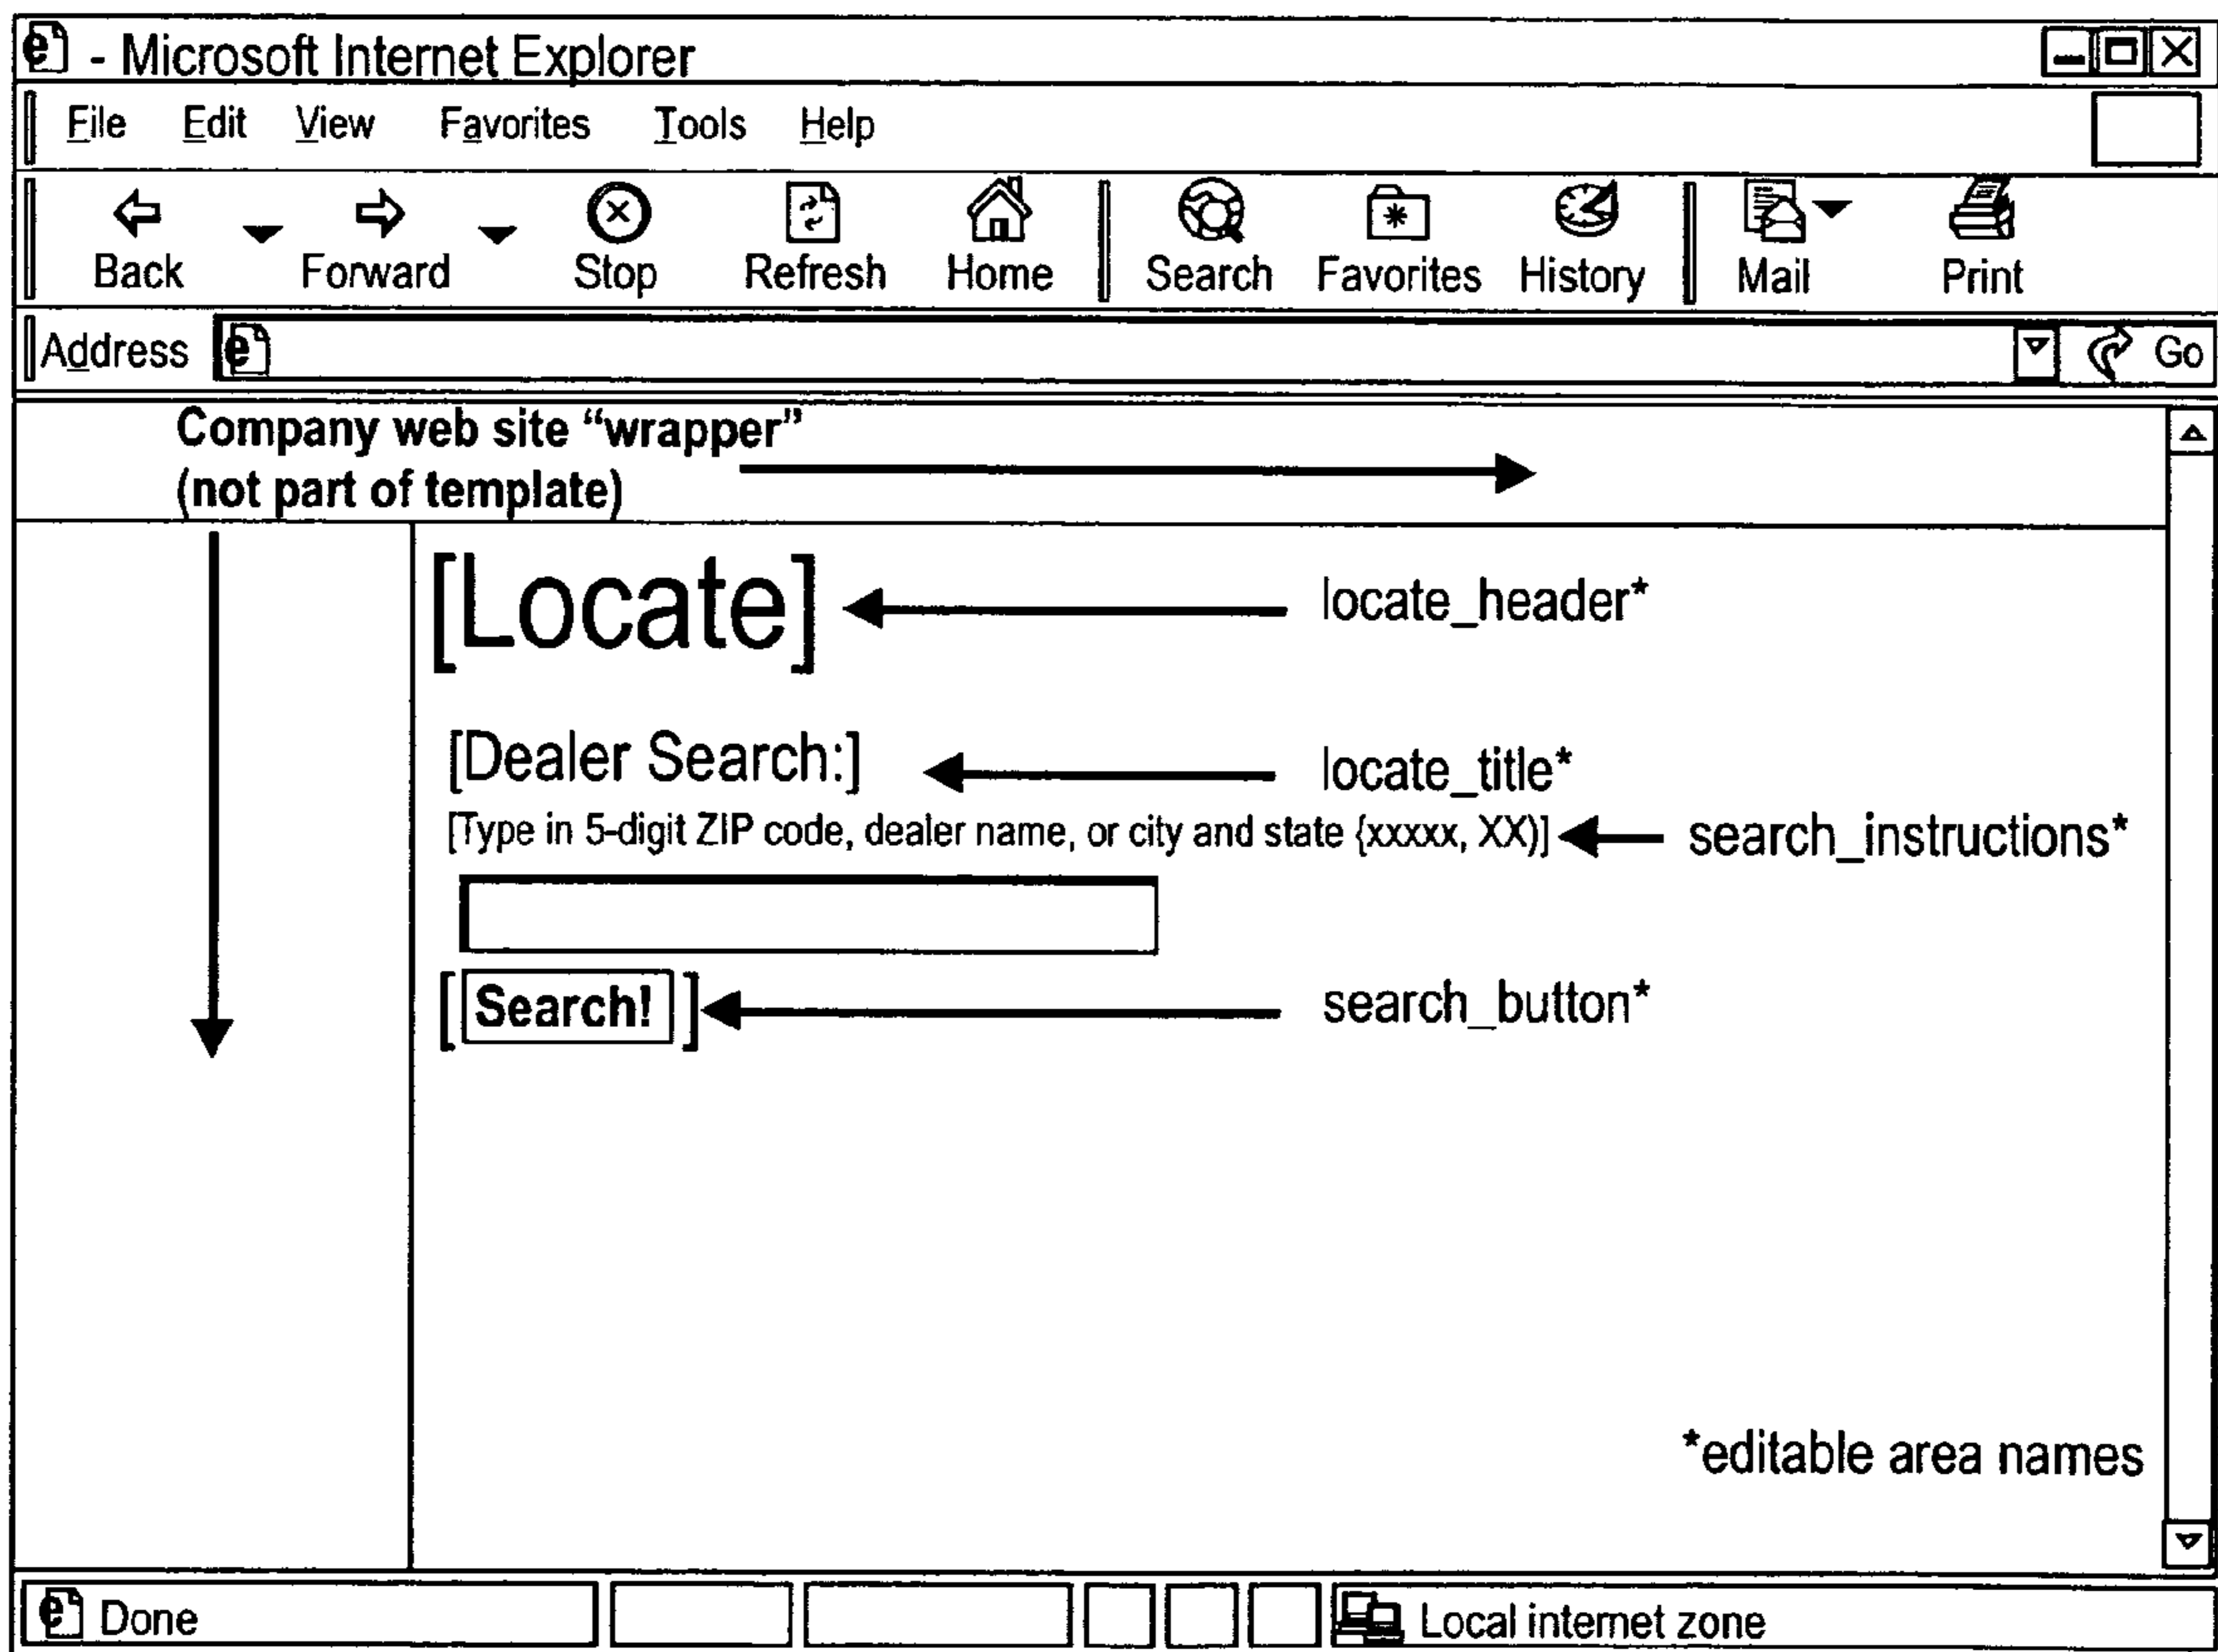 - Microsoft Internet Explorer
File Edit View Favorites Tools Help
Back Forward Stop Refresh Home Search Favorites History Mail Print
Address Go
Company web site “wrapper”
(not part of template)
[Locate] locate_header*
[Dealer Search:] locate_title*
[Type in 5-digit ZIP code, dealer name, or city and state {xxxxx, XX)] search_instructions*
[Search!] search_button*
*editable area names
Done Local internet zone